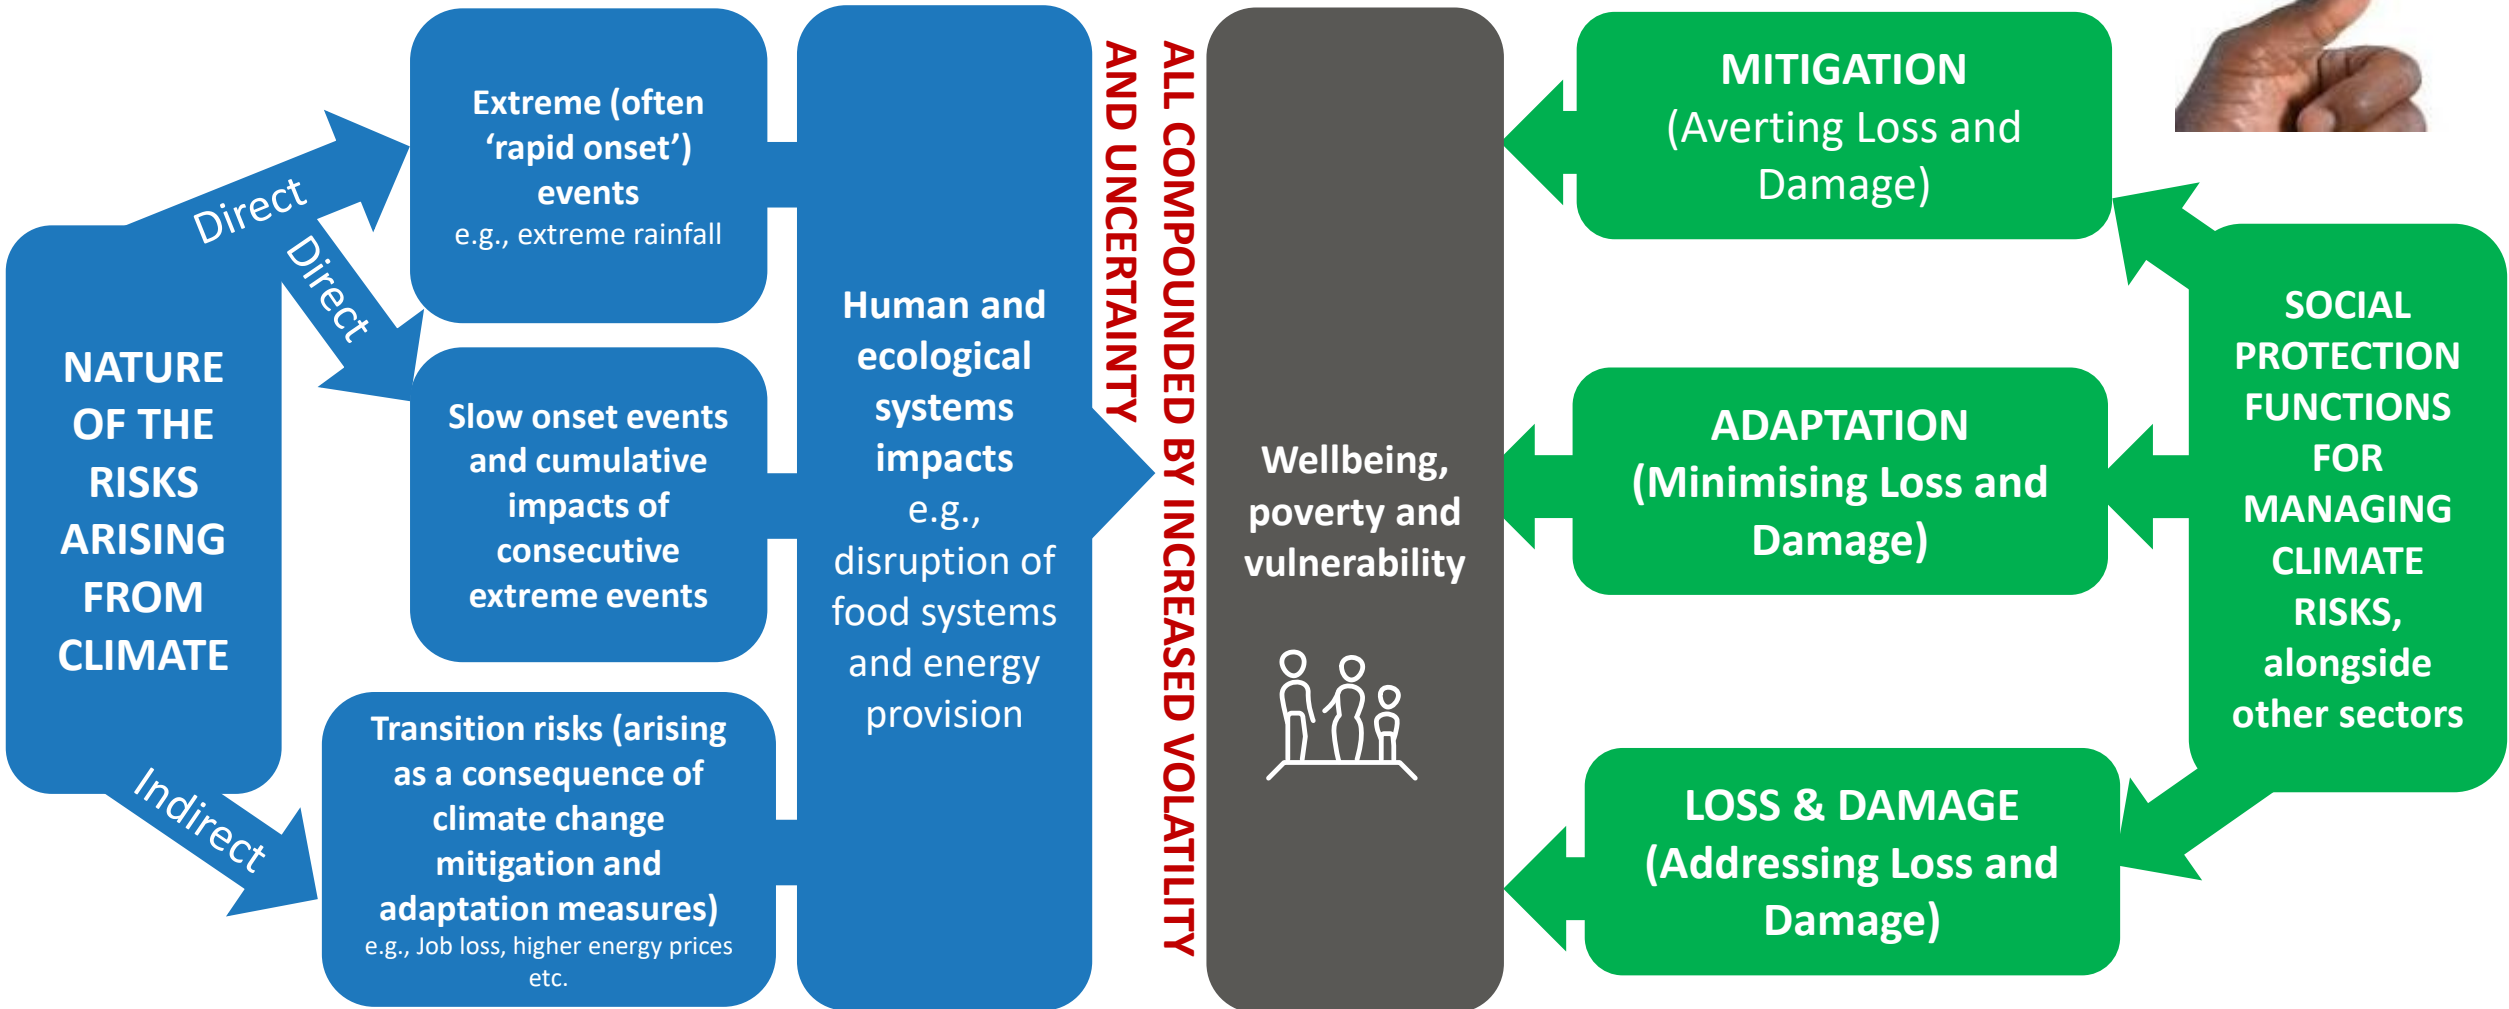 NATURE
OF THE
RISKS
ARISING
FROM
CLIMATE
Direct
Direct
Indirect
Extreme (often
‘rapid onset’)
events
e.g., extreme rainfall
Slow onset events
and cumulative
impacts of
consecutive
extreme events
Transition risks (arising
as a consequence of
climate change
mitigation and
adaptation measures)
e.g., Job loss, higher energy prices
etc.
Human and
ecological
systems
impacts
e.g.,
disruption of
food systems
and energy
provision
ALL COMPOUNDED BY INCREASED VOLATILITY
AND UNCERTAINTY
Wellbeing,
poverty and
vulnerability
MITIGATION
(Averting Loss and
Damage)
ADAPTATION
(Minimising Loss and
Damage)
LOSS & DAMAGE
(Addressing Loss and
Damage)
SOCIAL
PROTECTION
FUNCTIONS
FOR
MANAGING
CLIMATE
RISKS,
alongside
other sectors